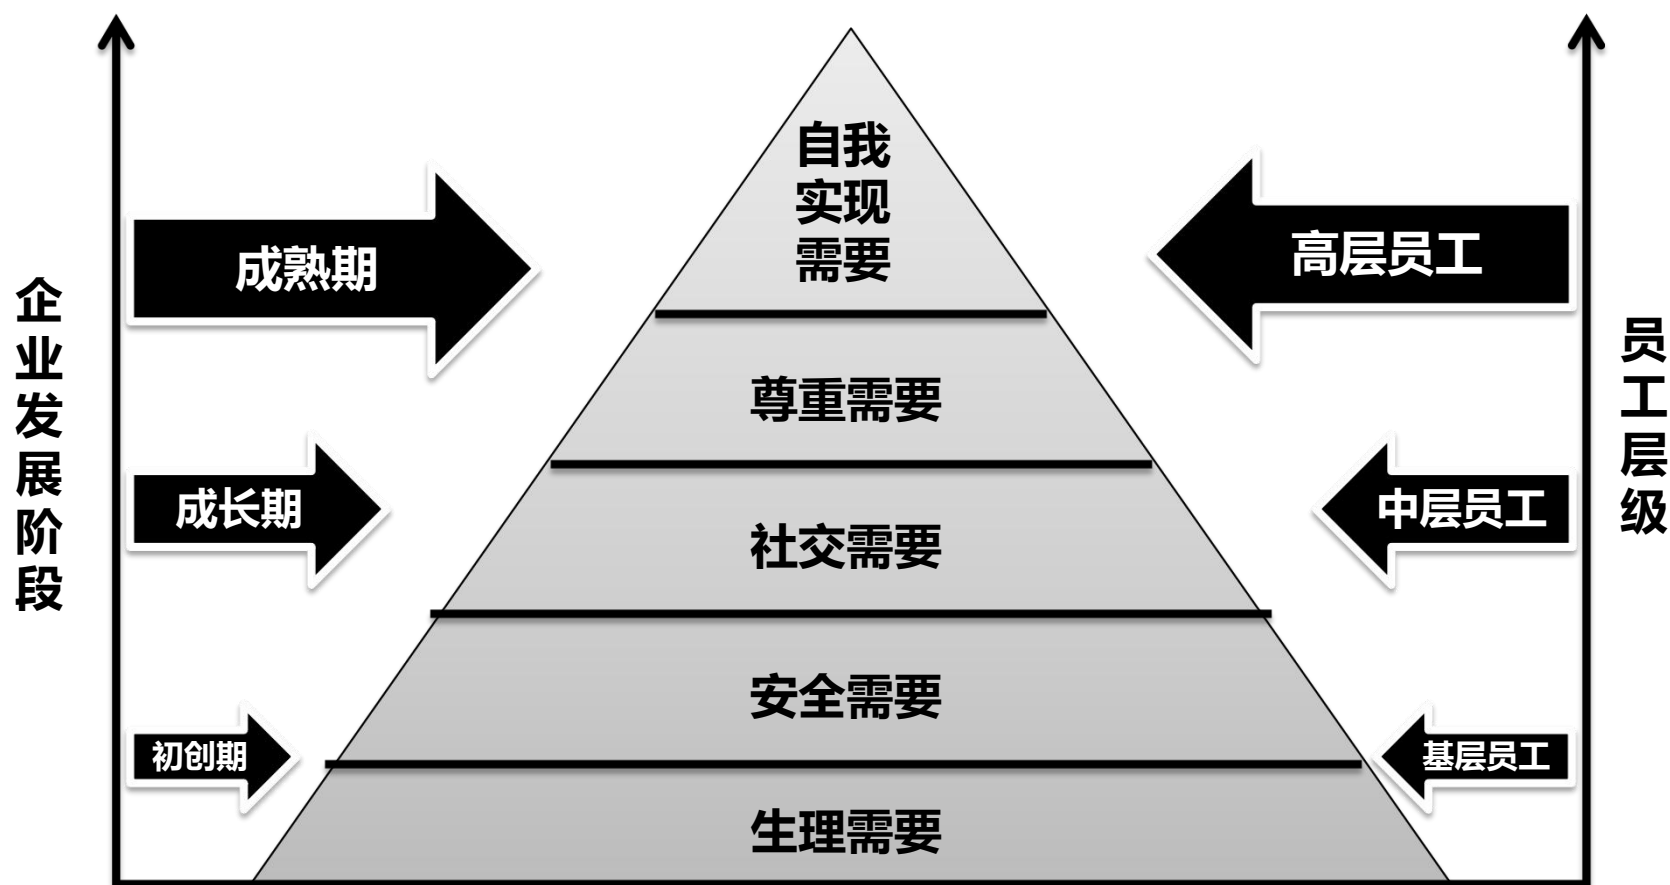 企业发展阶段
成熟期
成长期
初创期
自我
实现
需要
尊重需要
社交需要
安全需要
生理需要
高层员工
中层员工
基层员工
员工层级